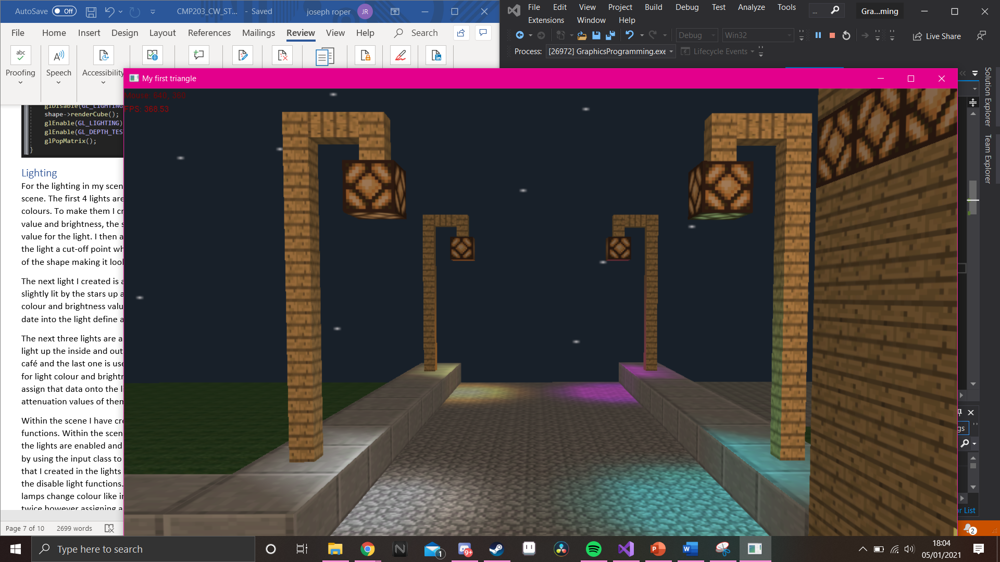 AutoSave Off CMP203_CW_ST... - Saved joseph roper JR
File Home Insert Design Layout References Mailings Review View Help Search
abc
Proofing Speech Accessibility
glDisable(GL_LIGHTING
shape->renderCube();
glEnable(GL_LIGHTING)
glEnable(GL_DEPTH_TES
glPopMatrix();
}
Lighting
For the lighting in my scen
scene. The first 4 lights are
colours. To make them I cr
value and brightness, the s
value for the light. I then a
the light a cut-off point wh
of the shape making it look
The next light I created is a
slightly lit by the stars up a
colour and brightness valu
date into the light define a
The next three lights are a
light up the inside and out
café and the last one is use
for light colour and brightn
assign that data onto the li
attenuation values of them
Within the scene I have cre
functions. Within the scen
the lights are enabled and
by using the input class to
that I created in the lights
the disable light functions.
lamps change colour like in
twice however assigning a
Page 7 of 10 2699 words
File Edit View Project Build Debug Test Analyze Tools ... Gra...ming
Extensions Window Help
Debug Win32 Live Share
Process: [26972] GraphicsProgramming.exe Lifecycle Events
My first triangle
Mouse: 640, 360
FPS: 368.53
Solution Explorer
Team Explorer
gs
or List
2
Type here to search
N
1
9+
18:04
05/01/2021